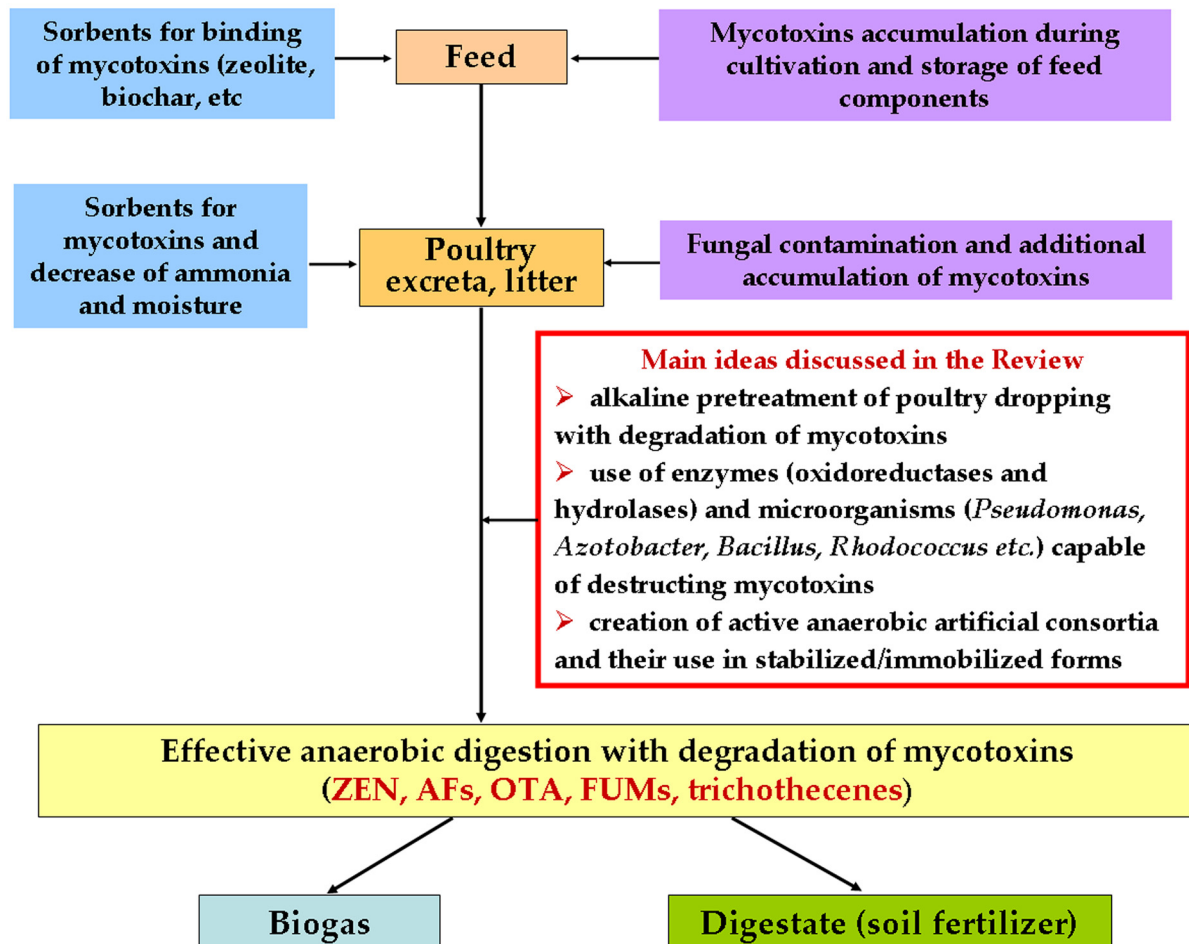 Sorbents for binding
of mycotoxins (zeolite,
biochar, etc
Feed
Mycotoxins accumulation during
cultivation and storage of feed
components
Sorbents for
mycotoxins and
decrease of ammonia
and moisture
Poultry
excreta, litter
Fungal contamination and additional
accumulation of mycotoxins
Main ideas discussed in the Review
➢ alkaline pretreatment of poultry dropping
with degradation of mycotoxins
➢ use of enzymes (oxidoreductases and
hydrolases) and microorganisms (Pseudomonas,
Azotobacter, Bacillus, Rhodococcus etc.) capable
of destructing mycotoxins
➢ creation of active anaerobic artificial consortia
and their use in stabilized/immobilized forms
Effective anaerobic digestion with degradation of mycotoxins
(ZEN, AFs, OTA, FUMs, trichothecenes)
Biogas
Digestate (soil fertilizer)